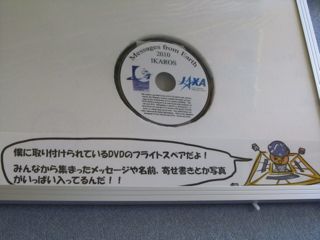 Messages from Earth
2010
IKAROS
JAXA
僕に取り付けられているDVDのフライトスペアだよ！
みんなから集まったメッセージや名前、寄せ書きとか写真
がいっぱい入ってるんだ！！